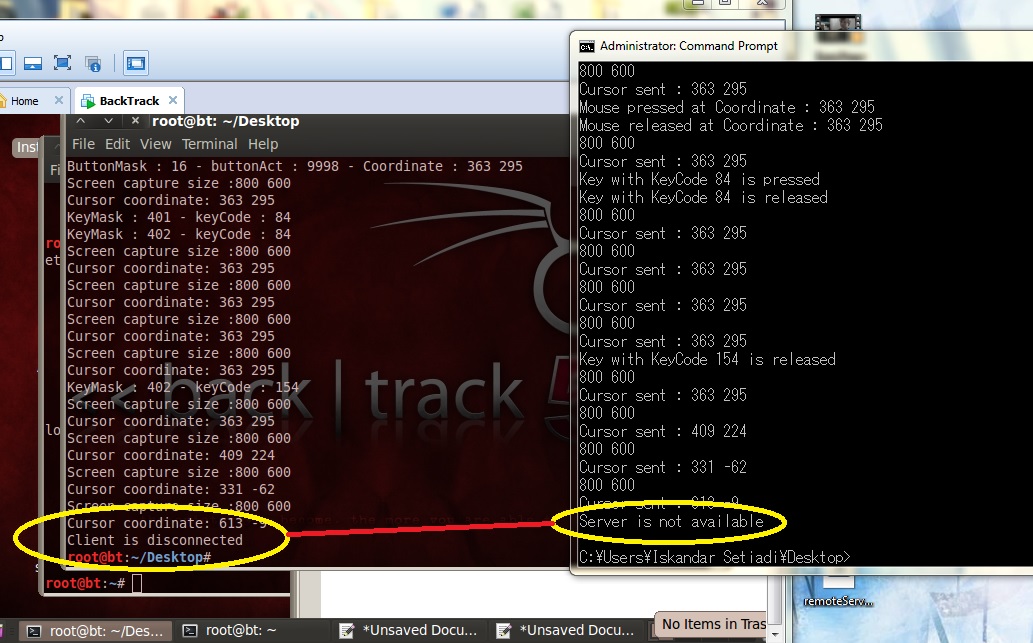 Home
BackTrack
root@bt: ~/Desktop
File Edit View Terminal Help
ButtonMask : 16 - buttonAct : 9998 - Coordinate : 363 295
Screen capture size :800 600
Cursor coordinate: 363 295
KeyMask : 401 - keyCode : 84
KeyMask : 402 - keyCode : 84
Screen capture size :800 600
Cursor coordinate: 363 295
Screen capture size :800 600
Cursor coordinate: 363 295
Screen capture size :800 600
Cursor coordinate: 363 295
Screen capture size :800 600
Cursor coordinate: 363 295
KeyMask : 402 - keyCode : 154
Screen capture size :800 600
Cursor coordinate: 363 295
Screen capture size :800 600
Cursor coordinate: 409 224
Screen capture size :800 600
Cursor coordinate: 331 -62
Screen capture size :800 600
Cursor coordinate: 613 -9
Client is disconnected
root@bt:~/Desktop#
root@bt:~#
<< back | track 5
Inst
Fi
ro
et
lo
Administrator: Command Prompt
800 600
Cursor sent : 363 295
Mouse pressed at Coordinate : 363 295
Mouse released at Coordinate : 363 295
800 600
Cursor sent : 363 295
Key with KeyCode 84 is pressed
Key with KeyCode 84 is released
800 600
Cursor sent : 363 295
800 600
Cursor sent : 363 295
800 600
Cursor sent : 363 295
800 600
Cursor sent : 363 295
Key with KeyCode 154 is released
800 600
Cursor sent : 363 295
800 600
Cursor sent : 409 224
800 600
Cursor sent : 331 -62
800 600
Cursor sent : 613 -9
Server is not available
C:¥Users¥Iskandar Setiadi¥Desktop>
remoteServ...
No Items in Tras
root@bt: ~/Des...
root@bt: ~
*Unsaved Docu...
*Unsaved Docu...